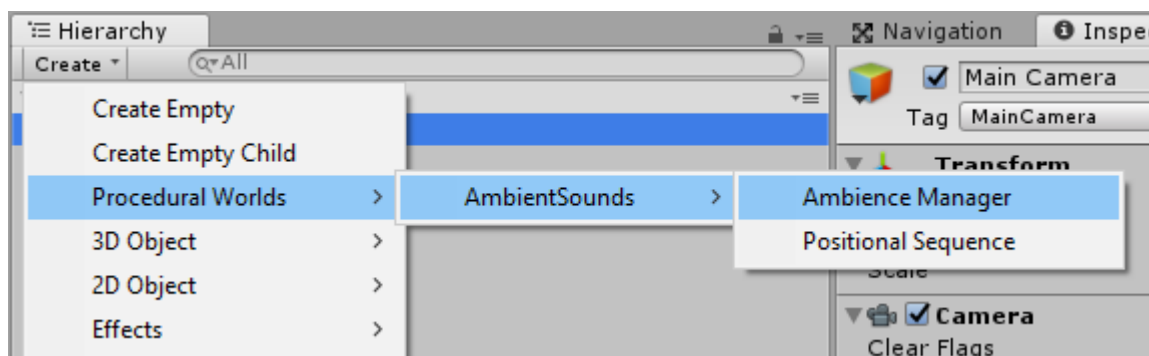 Hierarchy
Create
All
Create Empty
Create Empty Child
Procedural Worlds
3D Object
2D Object
Effects
AmbientSounds
Ambience Manager
Positional Sequence
Navigation
Main Camera
Tag MainCamera
Transform
Scale
Camera
Clear Flags